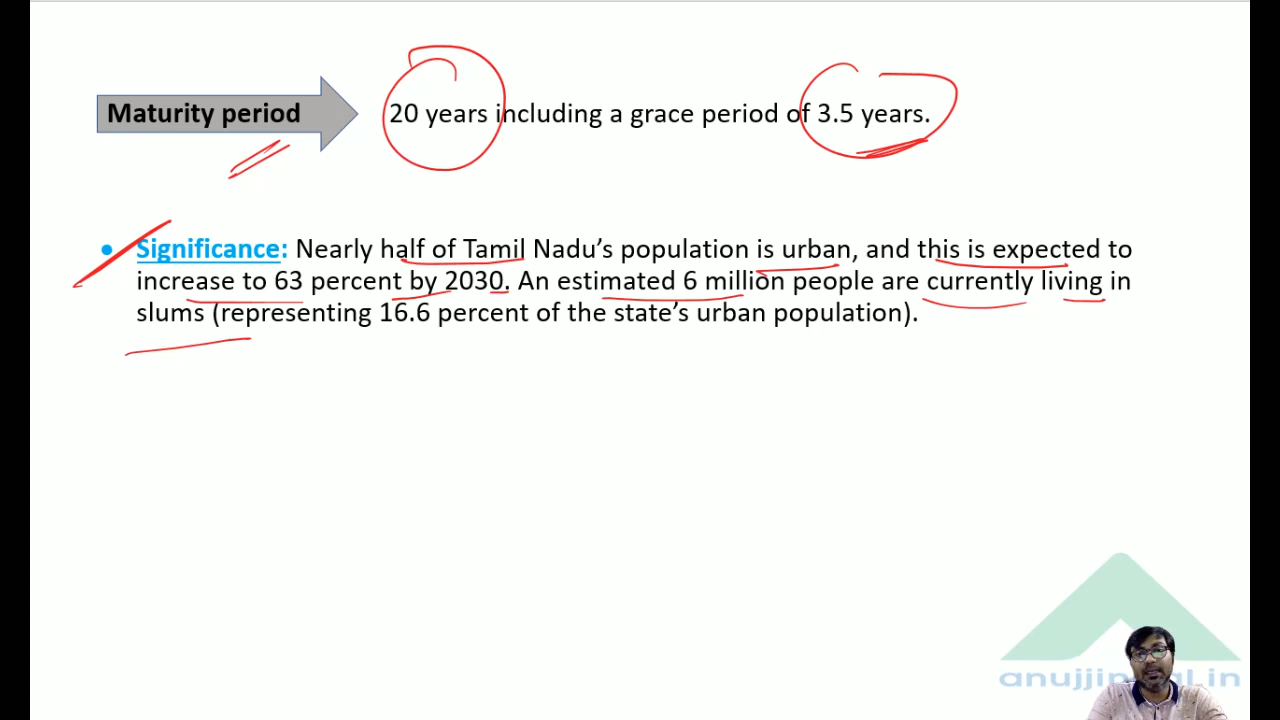 Maturity period
20 years including a grace period of 3.5 years.
• Significance: Nearly half of Tamil Nadu’s population is urban, and this is expected to
increase to 63 percent by 2030. An estimated 6 million people are currently living in
slums (representing 16.6 percent of the state’s urban population).